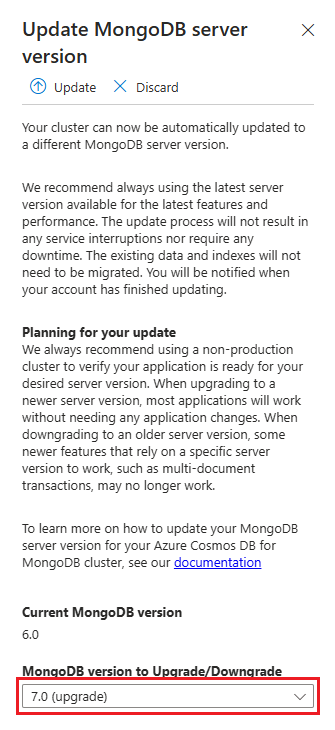 Update MongoDB server
version
Update
Discard
Your cluster can now be automatically updated to
a different MongoDB server version.
We recommend always using the latest server
version available for the latest features and
performance. The update process will not result in
any service interruptions nor require any
downtime. The existing data and indexes will not
need to be migrated. You will be notified when
your account has finished updating.
Planning for your update
We always recommend using a non-production
cluster to verify your application is ready for your
desired server version. When upgrading to a
newer server version, most applications will work
without needing any application changes. When
downgrading to an older server version, some
newer features that rely on a specific server
version to work, such as multi-document
transactions, may no longer work.
To learn more on how to update your MongoDB
server version for your Azure Cosmos DB for
MongoDB cluster, see our documentation
Current MongoDB version
6.0
MongoDB version to Upgrade/Downgrade
7.0 (upgrade)